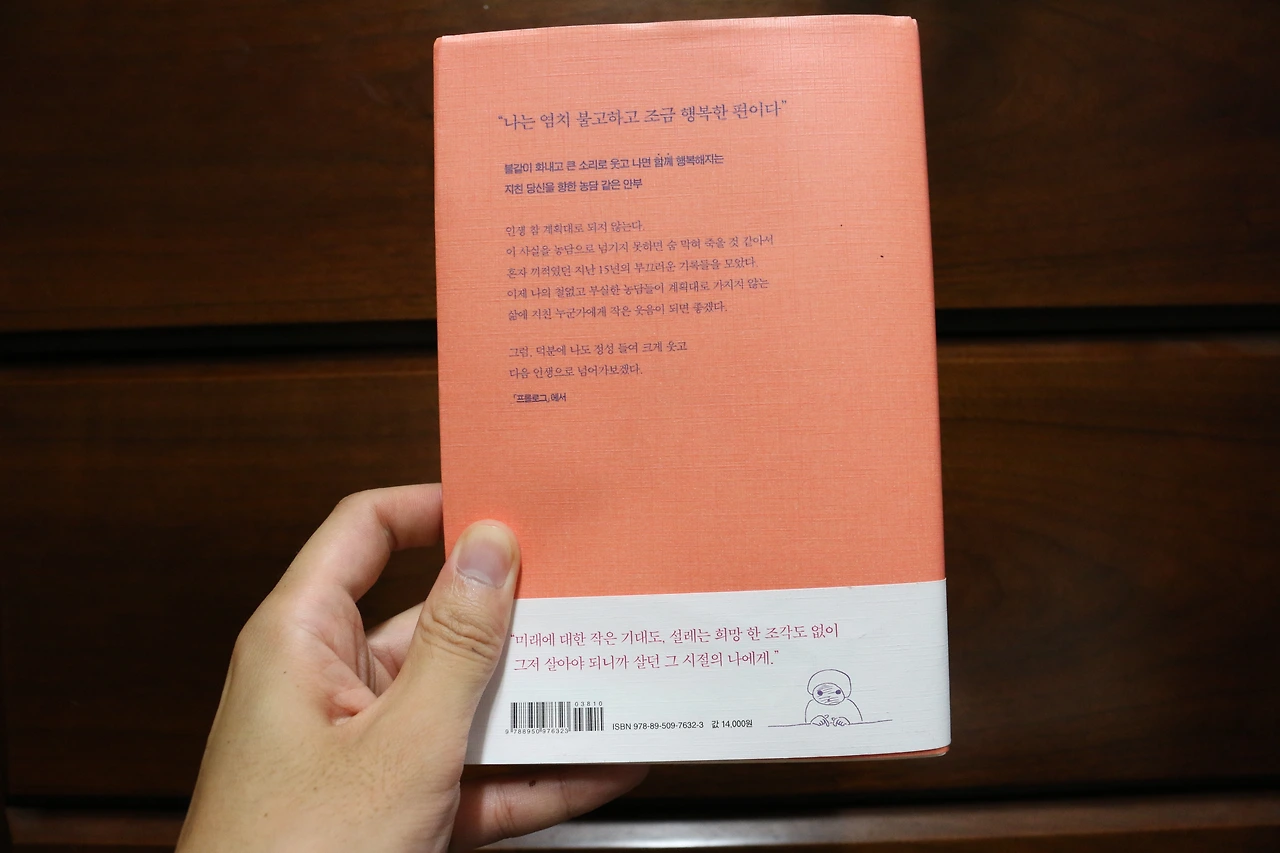 “나는 염치 불고하고 조금 행복한 편이다”
불같이 화내고 큰 소리로 웃고 나면 함께 행복해지는
지친 당신을 향한 농담 같은 안부
인생 참 계획대로 되지 않는다.
이 사실을 농담으로 넘기지 못하면 숨 막혀 죽을 것 같아서
혼자 끼적였던 지난 15년의 부끄러운 기록들을 모았다.
이제 나의 철없고 부실한 농담들이 계획대로 가지지 않는
삶에 지친 누군가에게 작은 웃음이 되면 좋겠다.
그럼, 덕분에 나도 정성 들여 크게 웃고
다음 인생으로 넘어가보겠다.
「프롤로그」에서
“미래에 대한 작은 기대도, 설레는 희망 한 조각도 없이
그저 살아야 되니까 살던 그 시절의 나에게.”
03810
9 788950 976323
ISBN 978-89-509-7632-3 값 14,000원